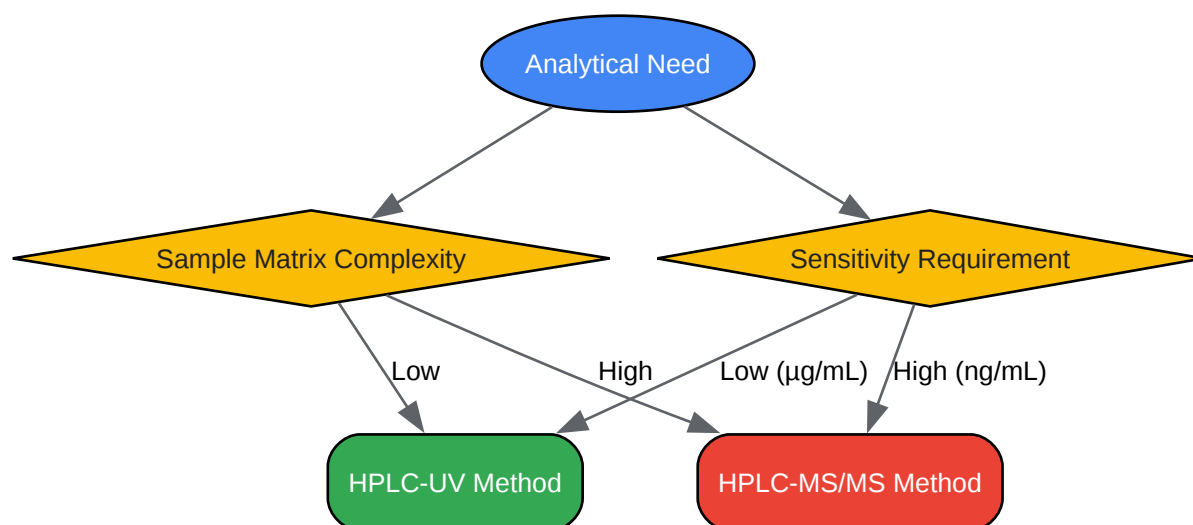 Analytical Need
Sample Matrix Complexity
Sensitivity Requirement
Low
High
Low (µg/mL)
High (ng/mL)
HPLC-UV Method
HPLC-MS/MS Method